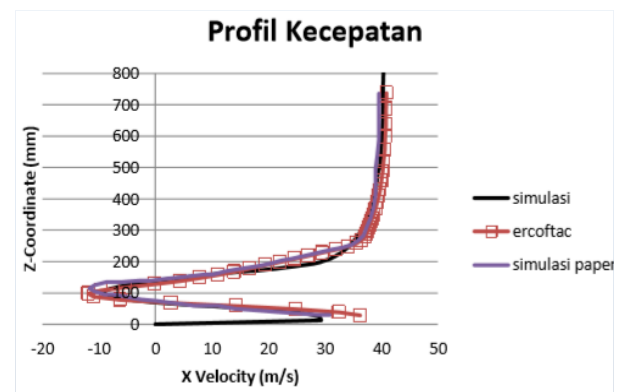 Profil Kecepatan
800
700
600
500
400
300
200
100
0
-20 -10 0 10 20 30 40 50
Z-Coordinate (mm)
X Velocity (m/s)
simulasi
ercoftac
simulasi paper